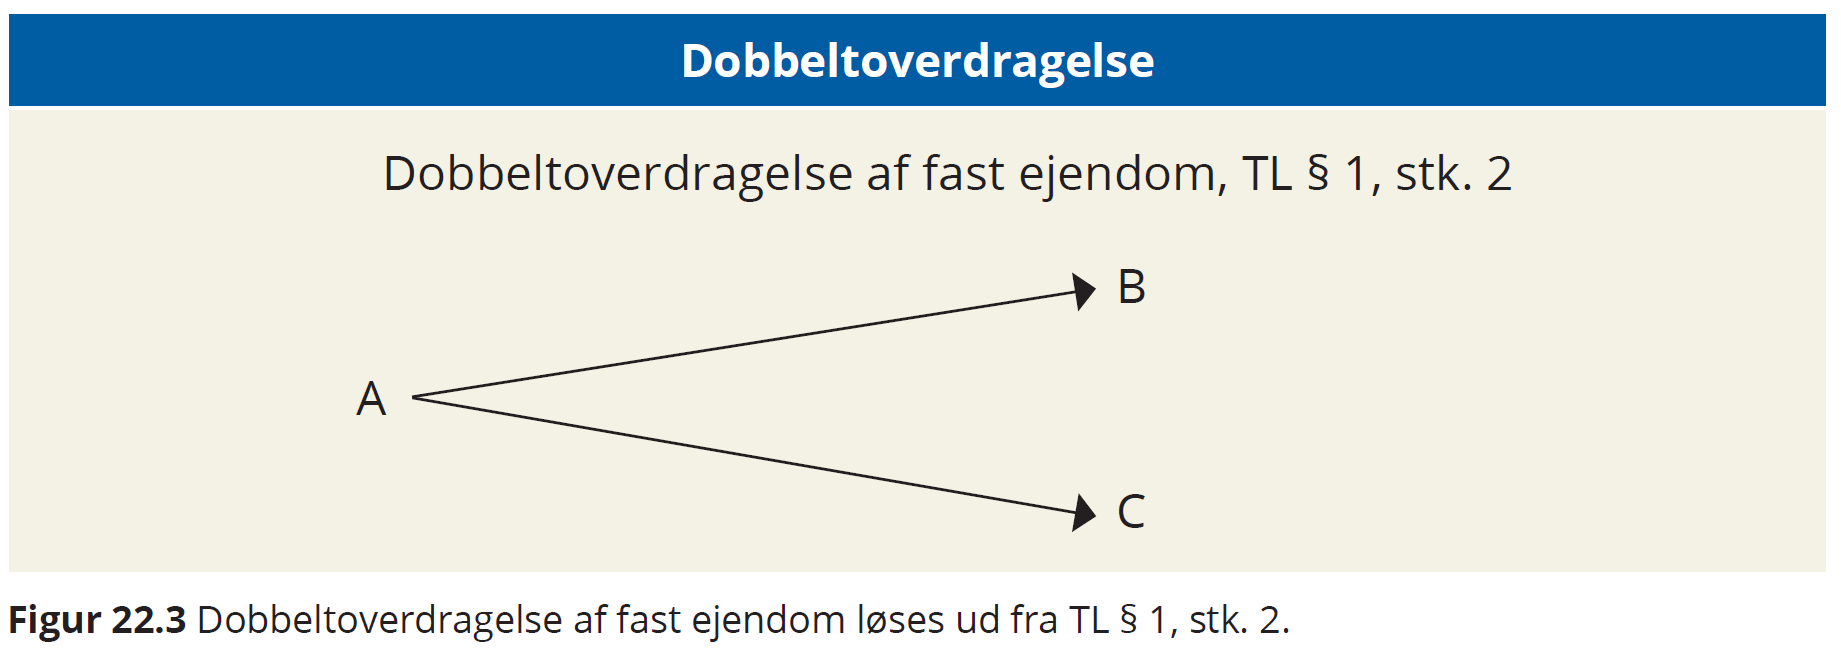 Dobbeltoverdragelse
Dobbeltoverdragelse af fast ejendom, TL § 1, stk. 2
B
A
C
Figur 22.3 Dobbeltoverdragelse af fast ejendom løses ud fra TL § 1, stk. 2.